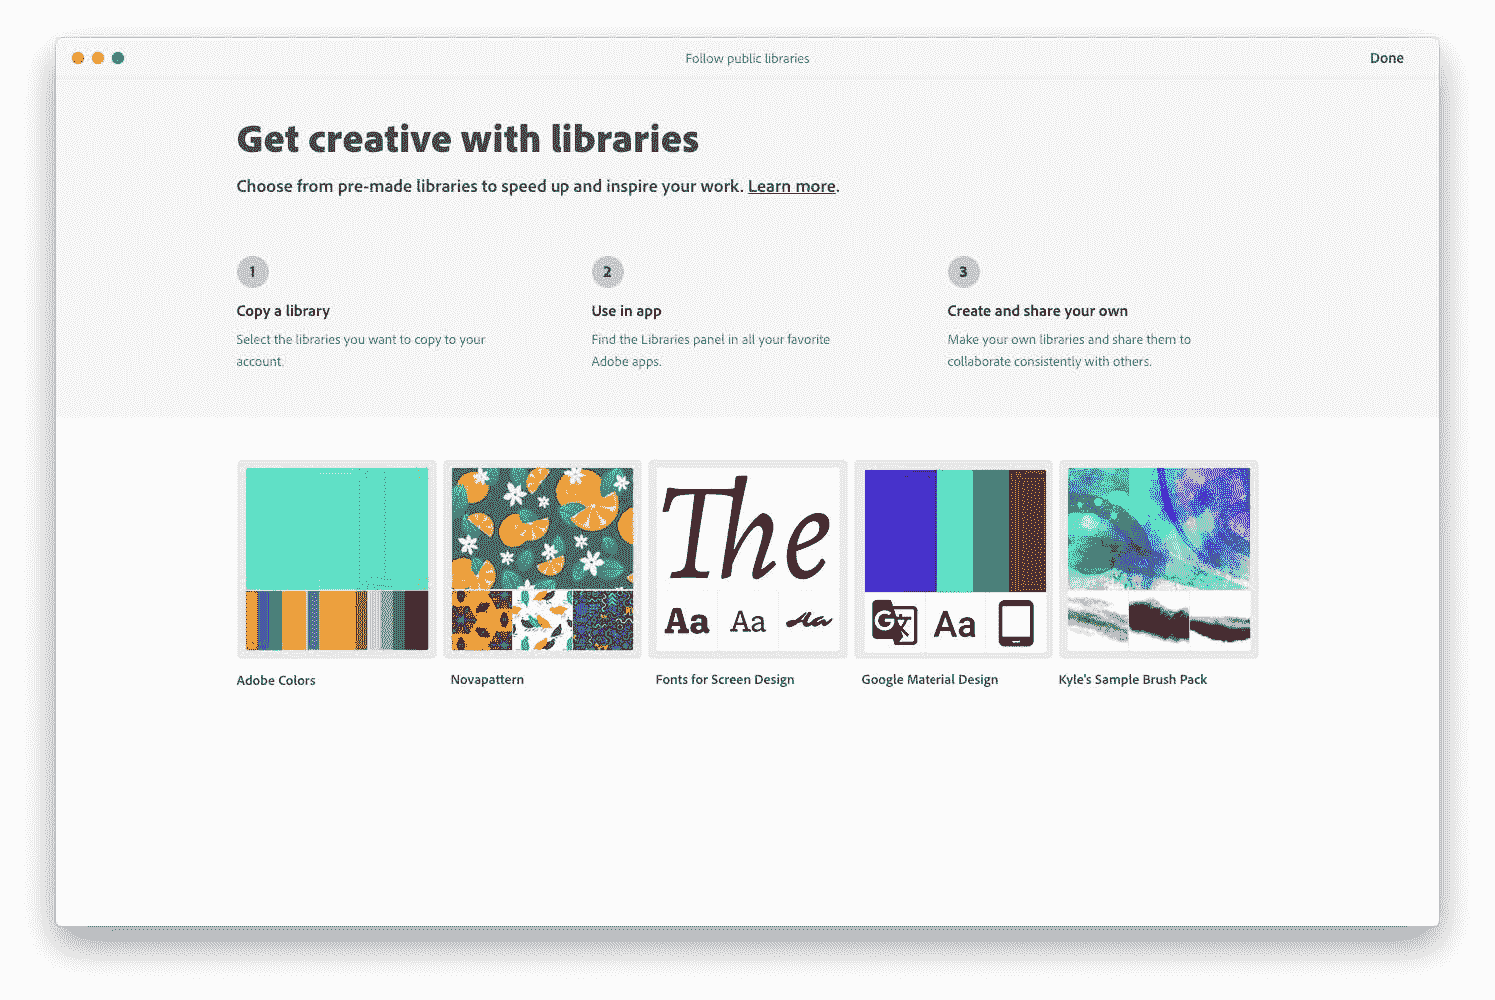 Follow public libraries
Done
Get creative with libraries
Choose from pre-made libraries to speed up and inspire your work. Learn more.
1
Copy a library
Select the libraries you want to copy to your
account.
2
Use in app
Find the Libraries panel in all your favorite
Adobe apps.
3
Create and share your own
Make your own libraries and share them to
collaborate consistently with others.
The
Aa Aa Aa
G文 Aa
Adobe Colors
Novapattern
Fonts for Screen Design
Google Material Design
Kyle's Sample Brush Pack